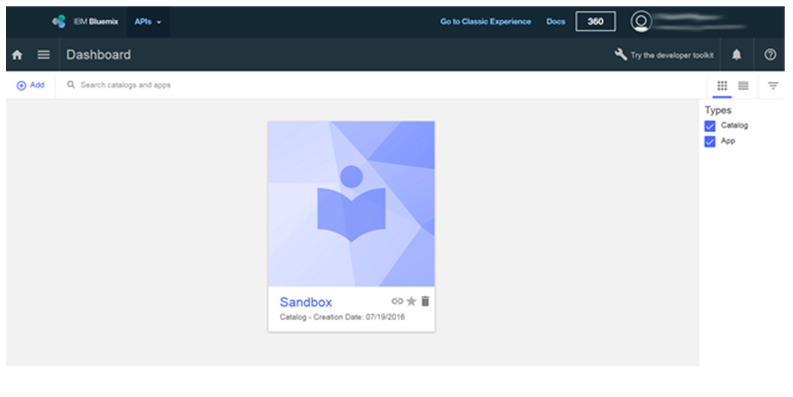 IBM Bluemix APIs Go to Classic Experience Docs 360
Dashboard Try the developer toolkit
Add Search catalogs and apps
Types
Catalog
App
Sandbox
Catalog - Creation Date: 07/19/2016